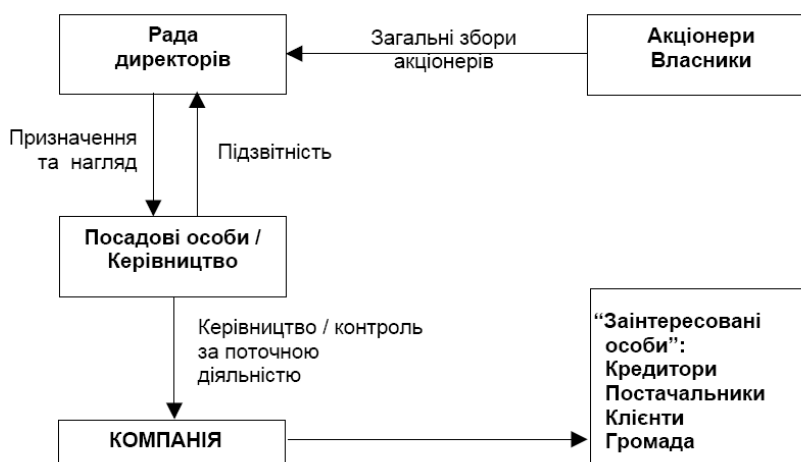 Рада
директорів
Загальні збори
акціонерів
Акціонери
Власники
Призначення
та нагляд
Підзвітність
Посадові особи /
Керівництво
Керівництво / контроль
за поточною
діяльністю
КОМПАНІЯ
“Заінтересовані
особи”:
Кредитори
Постачальники
Клієнти
Громада